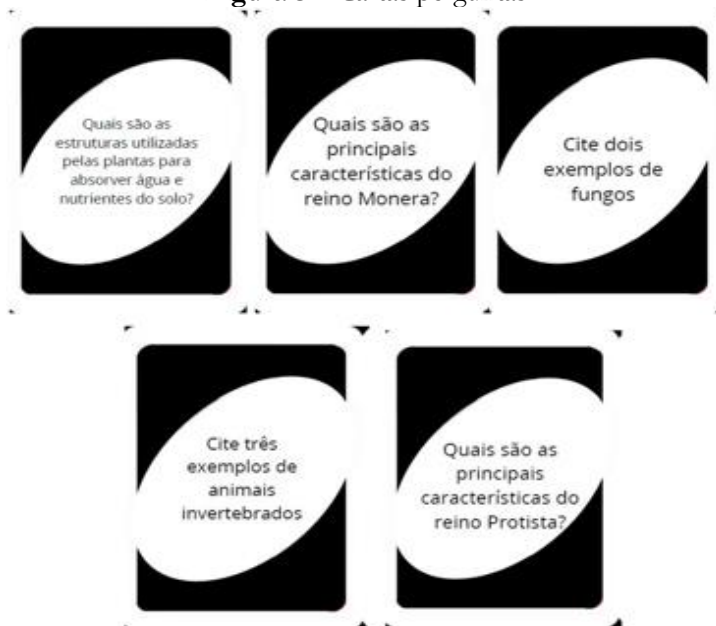 Quais são as
estruturas utilizadas
pelas plantas para
absorver água e
nutrientes do solo?
Quais são as
principais
características do
reino Monera?
Cite dois
exemplos de
fungos
Cite três
exemplos de
animais
invertebrados
Quais são as
principais
características do
reino Protista?